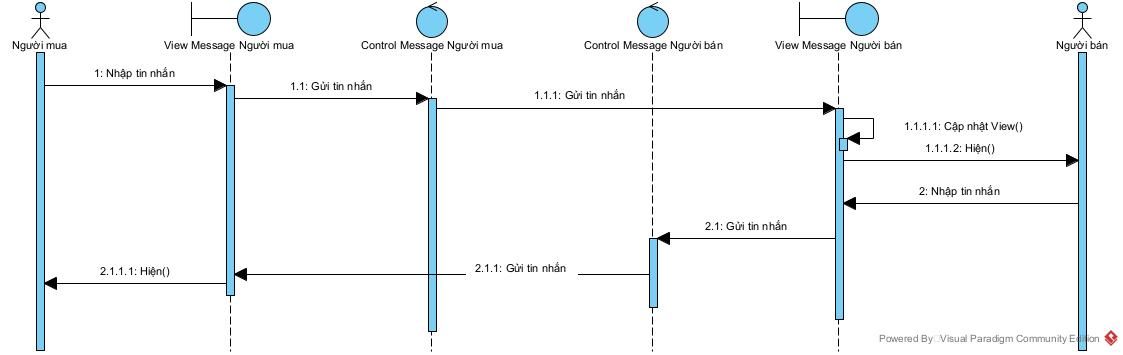 Người mua
View Message Người mua
Control Message Người mua
Control Message Người bán
View Message Người bán
Người bán
1: Nhập tin nhắn
1.1: Gửi tin nhắn
1.1.1: Gửi tin nhắn
1.1.1.1: Cập nhật View()
1.1.1.2: Hiện()
2: Nhập tin nhắn
2.1: Gửi tin nhắn
2.1.1: Gửi tin nhắn
2.1.1.1: Hiện()
Powered By□Visual Paradigm Community Edition